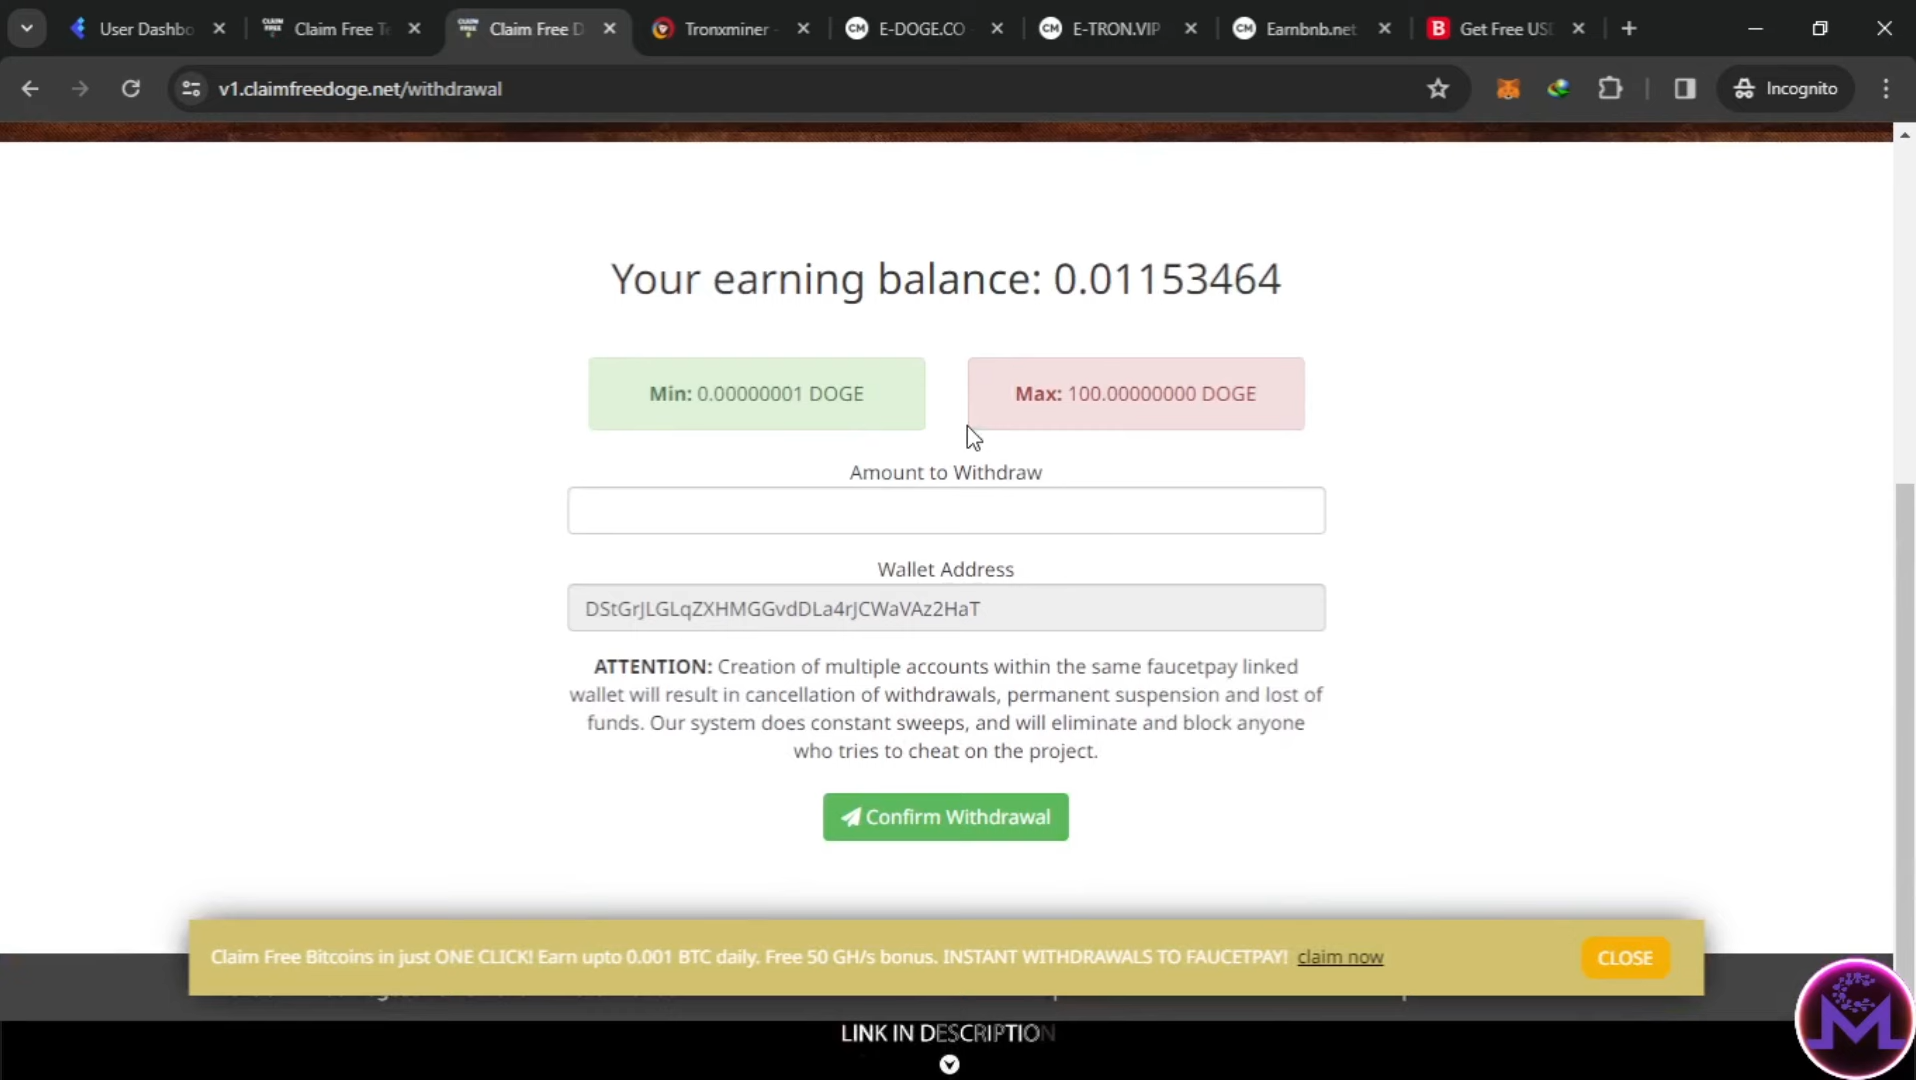 User Dashbo
Claim Free Te
Claim Free D
Tronxminer -
E-DOGE.CO
E-TRON.VIP
Earnbnb.net
Get Free US
v1.claimfreedoge.net/withdrawal
Incognito
Your earning balance: 0.01153464
Min: 0.00000001 DOGE
Max: 100.00000000 DOGE
Amount to Withdraw
Wallet Address
DStGrJLGLqZXHMGGvdDLa4rJCWaVAz2HaT
ATTENTION: Creation of multiple accounts within the same faucetpay linked
wallet will result in cancellation of withdrawals, permanent suspension and lost of
funds. Our system does constant sweeps, and will eliminate and block anyone
who tries to cheat on the project.
Confirm Withdrawal
Claim Free Bitcoins in just ONE CLICK! Earn upto 0.001 BTC daily. Free 50 GH/s bonus. INSTANT WITHDRAWALS TO FAUCETPAY! claim now
CLOSE
LINK IN DESCRIPTION